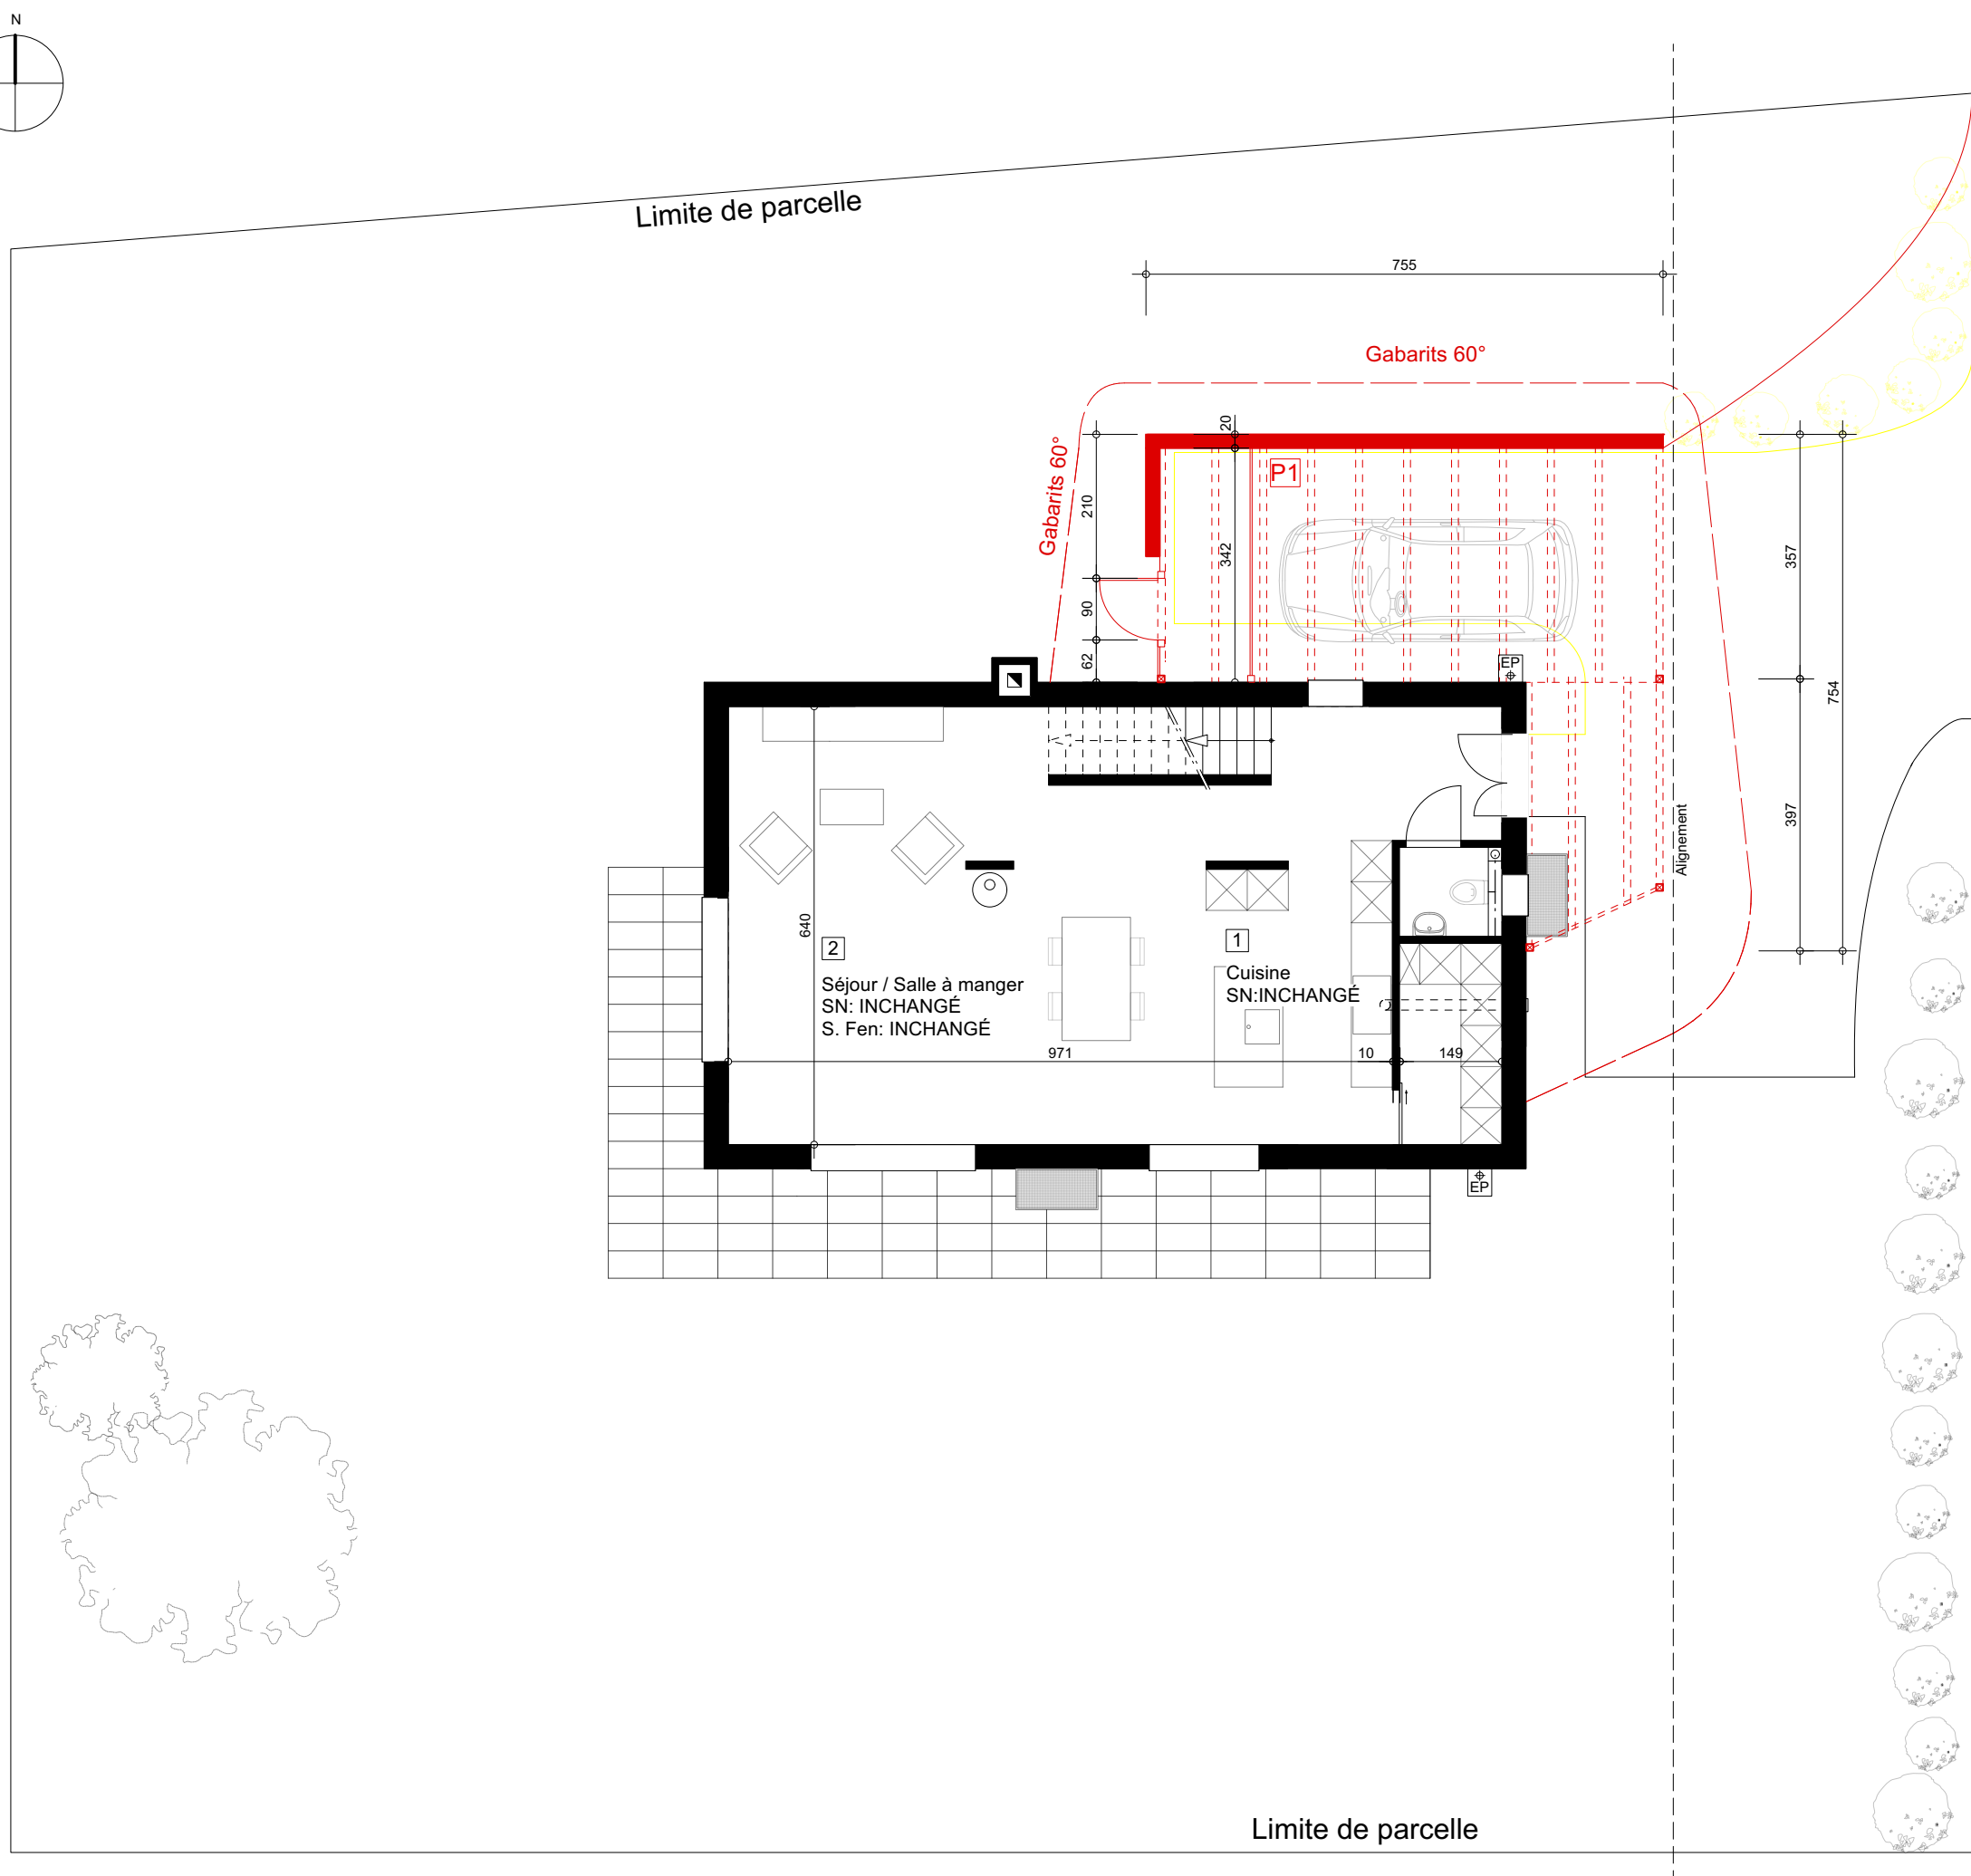 N
Limite de parcelle
755
Gabarits 60°
Gabarits 60°
20
P1
210
342
357
90
62
754
EP
397
Alignement
640
2
Séjour / Salle à manger
SN: INCHANGÉ
S. Fen: INCHANGÉ
1
Cuisine
SN:INCHANGÉ
971
10
149
EP
Limite de parcelle